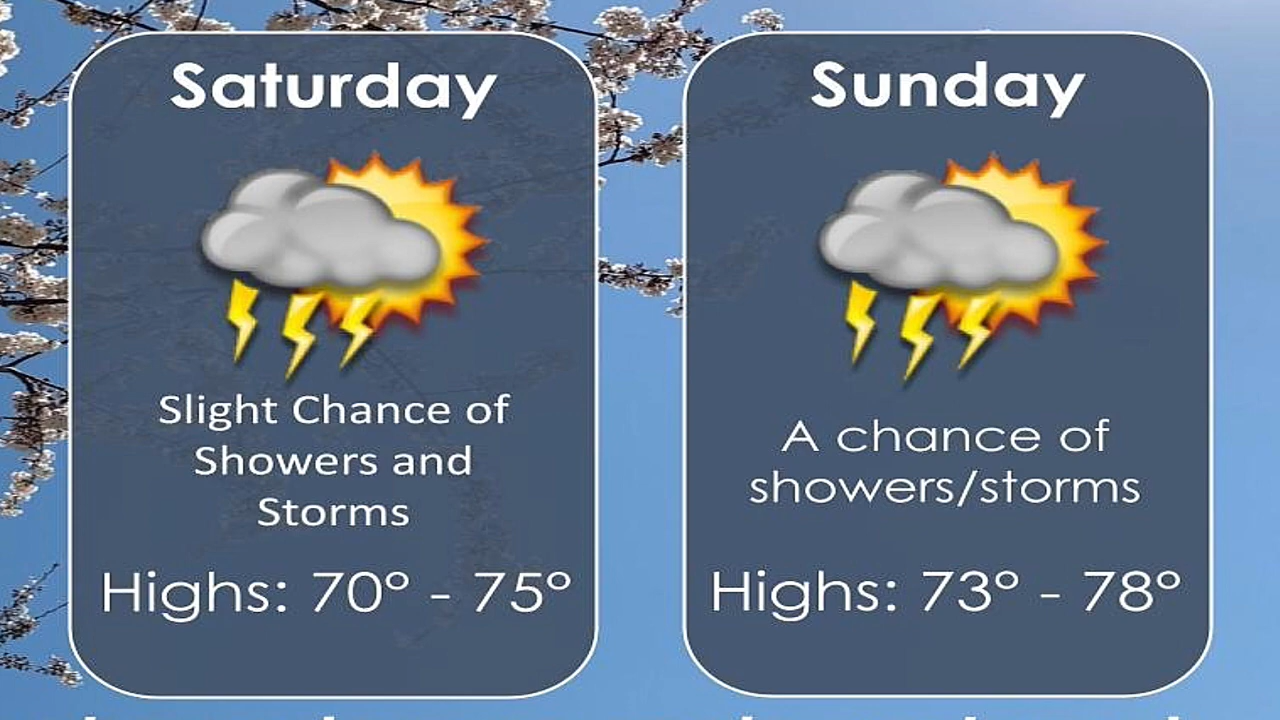 Saturday
Slight Chance of
Showers and
Storms
Highs: 70° - 75°
Sunday
A chance of
showers/storms
Highs: 73° - 78°